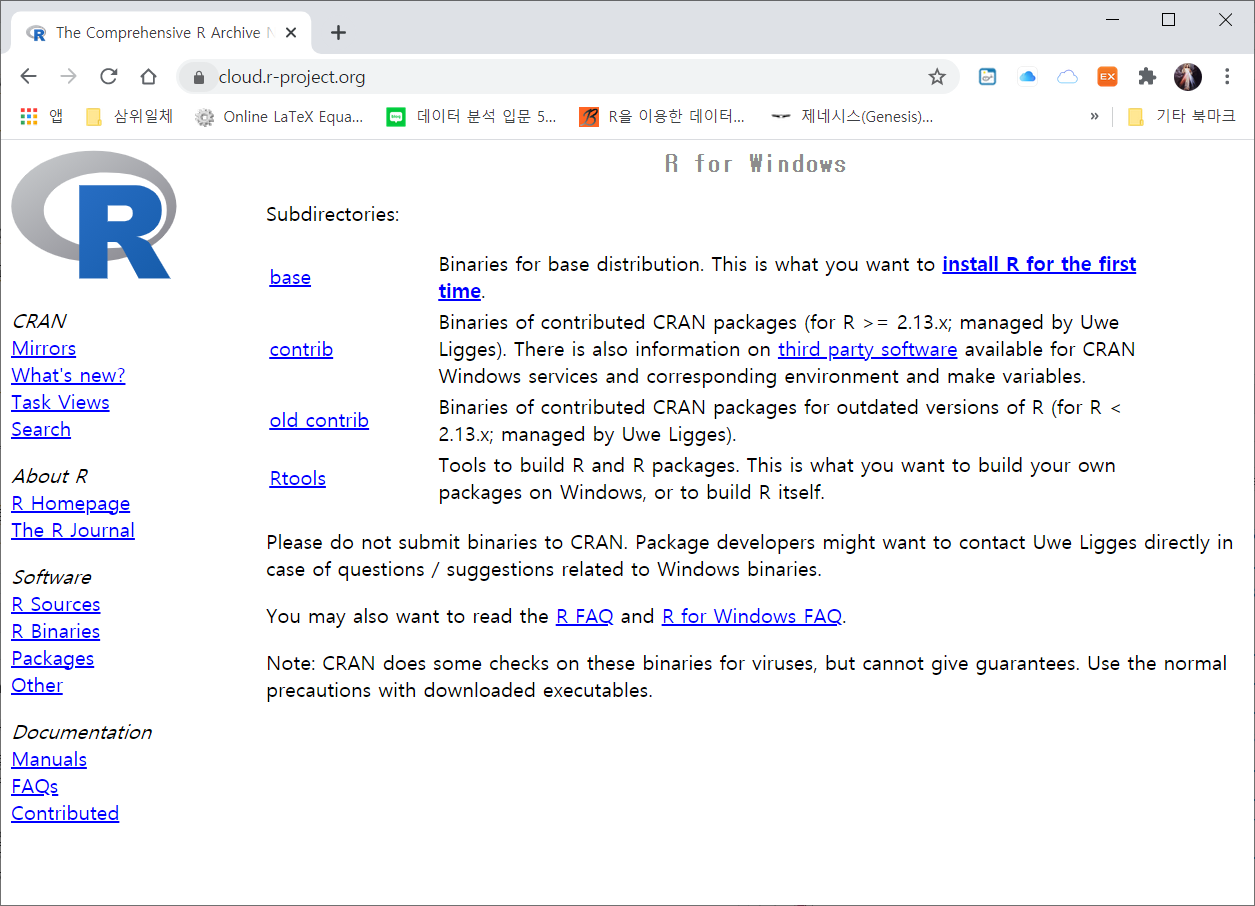 The Comprehensive R Archive N
cloud.r-project.org
EX
앱
삼위일체
Online LaTeX Equa...
데이터 분석 입문 5...
R을 이용한 데이터...
제네시스(Genesis)...
»
기타 북마크
R
R for Windows
Subdirectories:
base
Binaries for base distribution. This is what you want to install R for the first
time.
contrib
Binaries of contributed CRAN packages (for R >= 2.13.x; managed by Uwe
Ligges). There is also information on third party software available for CRAN
Windows services and corresponding environment and make variables.
old contrib
Binaries of contributed CRAN packages for outdated versions of R (for R <
2.13.x; managed by Uwe Ligges).
Rtools
Tools to build R and R packages. This is what you want to build your own
packages on Windows, or to build R itself.
Please do not submit binaries to CRAN. Package developers might want to contact Uwe Ligges directly in
case of questions / suggestions related to Windows binaries.
You may also want to read the R FAQ and R for Windows FAQ.
Note: CRAN does some checks on these binaries for viruses, but cannot give guarantees. Use the normal
precautions with downloaded executables.
CRAN
Mirrors
What's new?
Task Views
Search
About R
R Homepage
The R Journal
Software
R Sources
R Binaries
Packages
Other
Documentation
Manuals
FAQs
Contributed